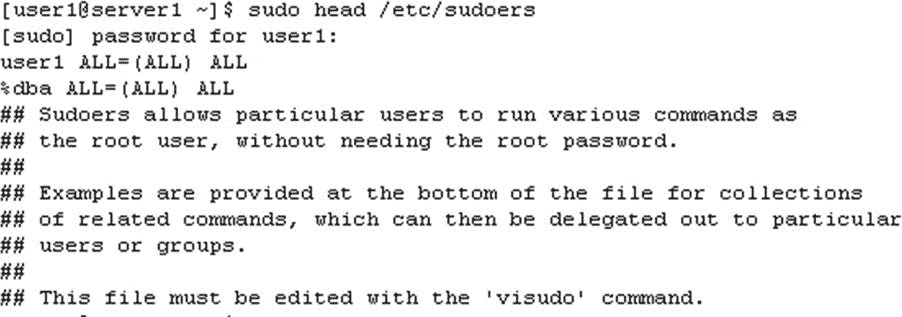 [user1@server1 ~]$ sudo head /etc/sudoers
[sudo] password for user1:
user1 ALL=(ALL) ALL
%dba ALL=(ALL) ALL
## Sudoers allows particular users to run various commands as
## the root user, without needing the root password.
##
## Examples are provided at the bottom of the file for collections
## of related commands, which can then be delegated out to particular
## users or groups.
##
## This file must be edited with the 'visudo' command.